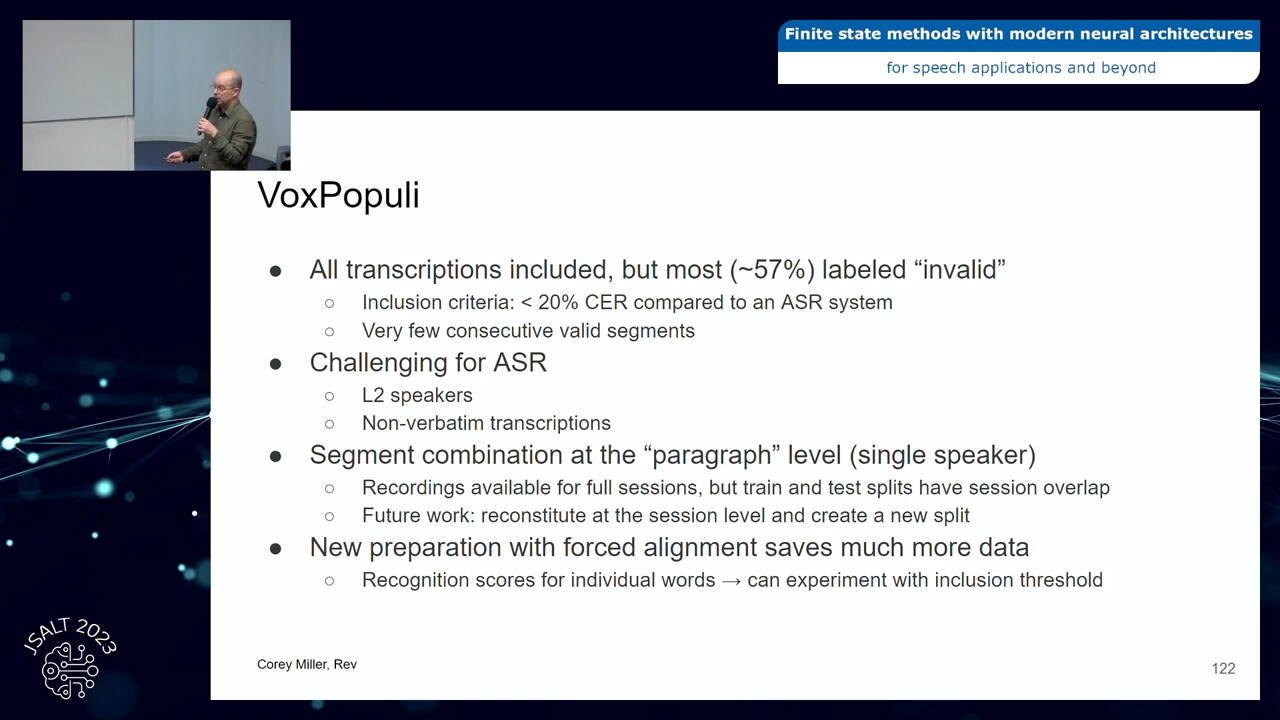 Finite state methods with modern neural architectures
for speech applications and beyond
VoxPopuli
● All transcriptions included, but most (~57%) labeled “invalid”
○ Inclusion criteria: < 20% CER compared to an ASR system
○ Very few consecutive valid segments
● Challenging for ASR
○ L2 speakers
○ Non-verbatim transcriptions
● Segment combination at the “paragraph” level (single speaker)
○ Recordings available for full sessions, but train and test splits have session overlap
○ Future work: reconstitute at the session level and create a new split
● New preparation with forced alignment saves much more data
○ Recognition scores for individual words → can experiment with inclusion threshold
JSALT 2023
Corey Miller, Rev
122